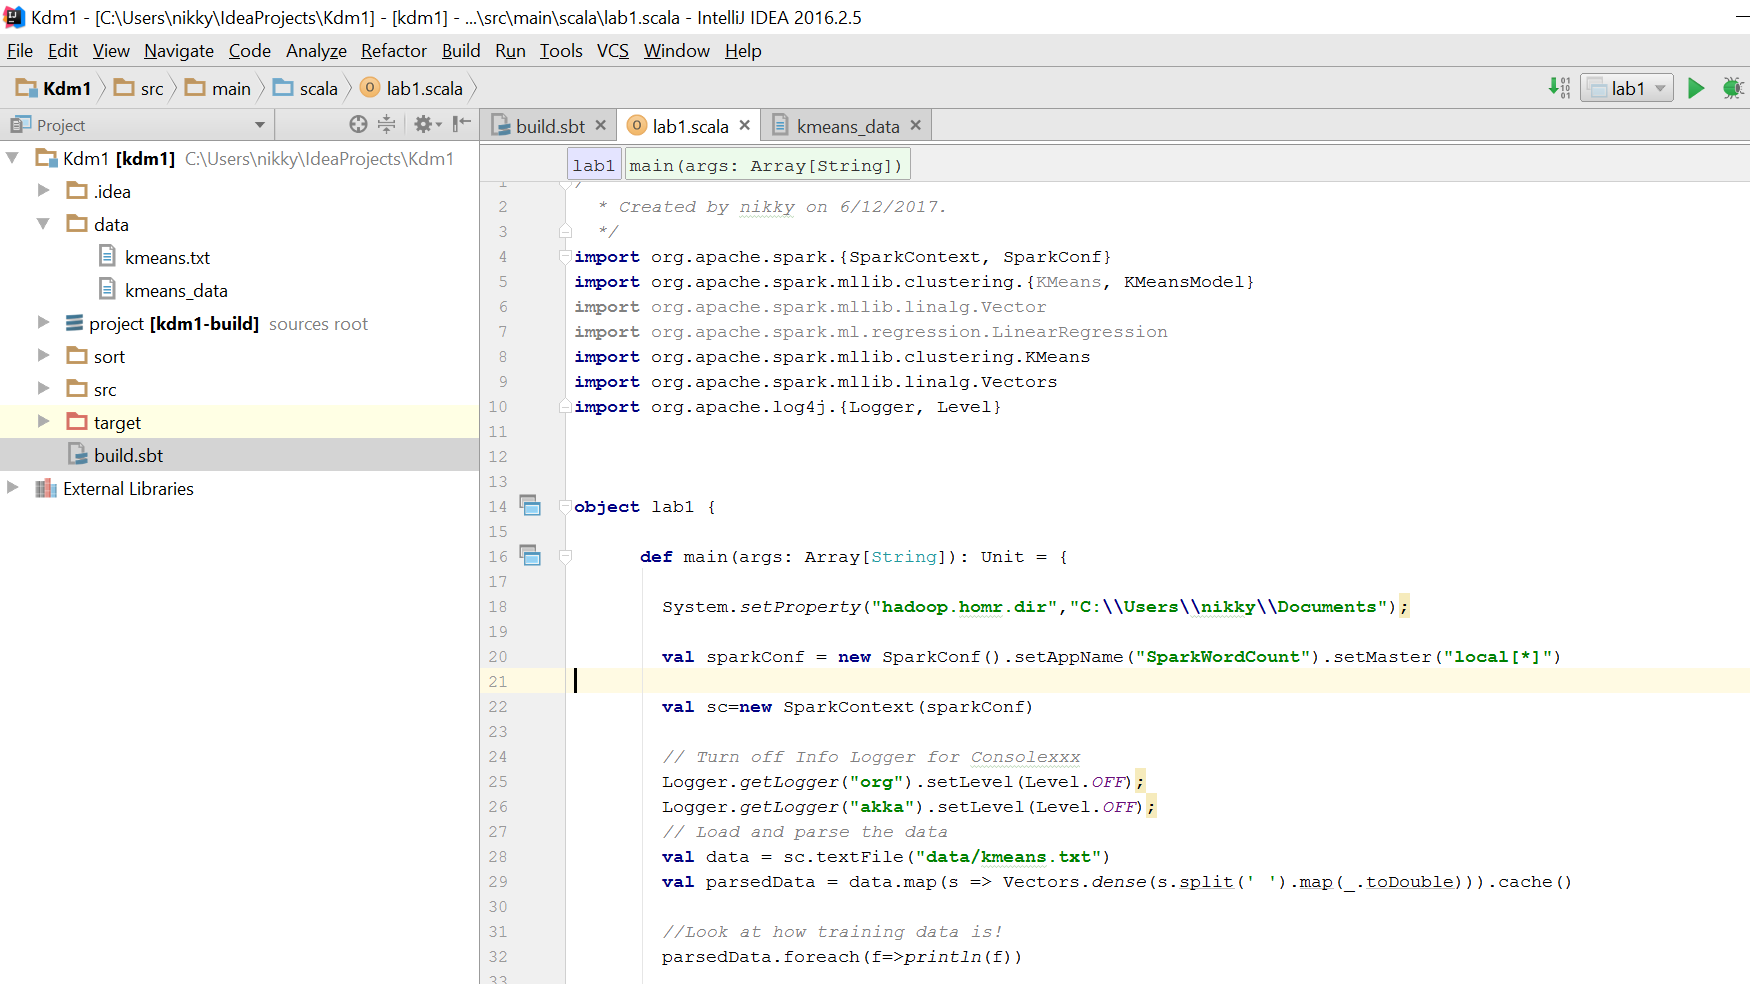 Kdm1 - [C:\Users\nikky\IdeaProjects\Kdm1] - [kdm1] - ...\src\main\scala\lab1.scala - IntelliJ IDEA 2016.2.5
File Edit View Navigate Code Analyze Refactor Build Run Tools VCS Window Help
Kdm1 src main scala lab1.scala lab1
Project
build.sbt lab1.scala kmeans_data
Kdm1 [kdm1] C:\Users\nikky\IdeaProjects\Kdm1
.idea
data
kmeans.txt
kmeans_data
project [kdm1-build] sources root
sort
src
target
build.sbt
External Libraries
lab1 main(args: Array[String])
1 /
2 * Created by nikky on 6/12/2017.
3 */
4 import org.apache.spark.{SparkContext, SparkConf}
5 import org.apache.spark.mllib.clustering.{KMeans, KMeansModel}
6 import org.apache.spark.mllib.linalg.Vector
7 import org.apache.spark.ml.regression.LinearRegression
8 import org.apache.spark.mllib.clustering.KMeans
9 import org.apache.spark.mllib.linalg.Vectors
10 import org.apache.log4j.{Logger, Level}
11
12
13
14 object lab1 {
15
16 def main(args: Array[String]): Unit = {
17
18 System.setProperty("hadoop.homr.dir","C:\\Users\\nikky\\Documents");
19
20 val sparkConf = new SparkConf().setAppName("SparkWordCount").setMaster("local[*]")
21
22 val sc=new SparkContext(sparkConf)
23
24 // Turn off Info Logger for Consolexxx
25 Logger.getLogger("org").setLevel(Level.OFF);
26 Logger.getLogger("akka").setLevel(Level.OFF);
27 // Load and parse the data
28 val data = sc.textFile("data/kmeans.txt")
29 val parsedData = data.map(s => Vectors.dense(s.split(' ').map(_.toDouble))).cache()
30
31 //Look at how training data is!
32 parsedData.foreach(f=>println(f))
33